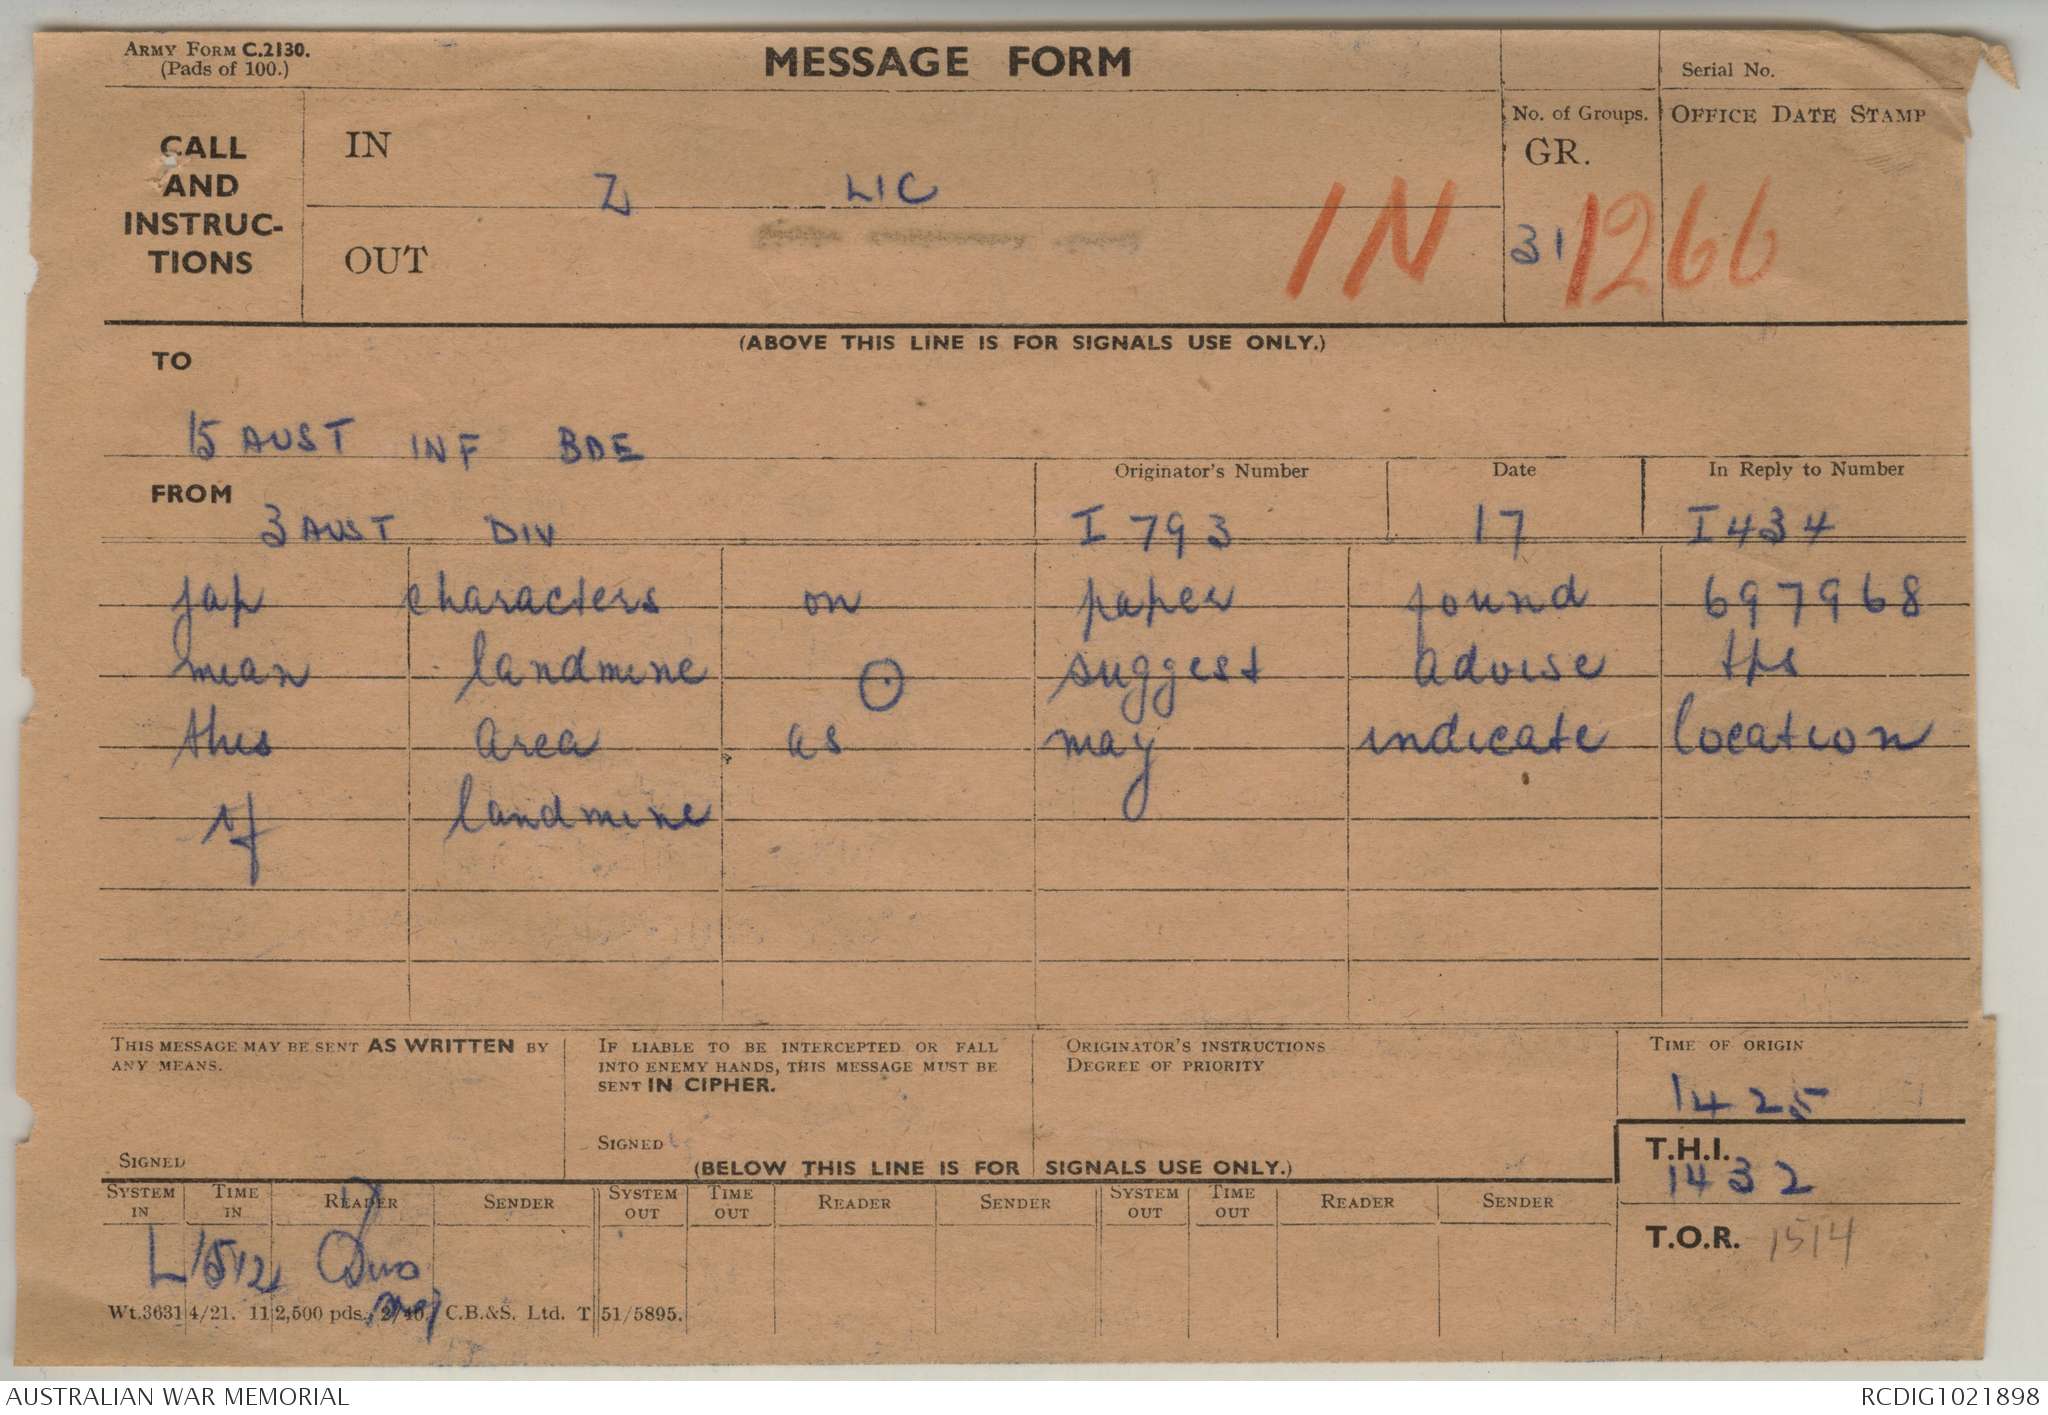 ARMY FORM C.2130.
(Pads of 100.)
MESSAGE FORM
Serial No.
CALL
AND
INSTRUC-
TIONS
IN
Z LIC
OUT
IN 1266
No. of Groups.
GR.
31
OFFICE DATE STAMP
(ABOVE THIS LINE IS FOR SIGNALS USE ONLY.)
TO
15 AUST INF BDE
FROM
3 AUST DIV
Originator's Number
I 793
Date
17
In Reply to Number
I 434
jap characters on paper found 697968
mean landmine ⊙ suggest advise tps
this area as may indicate location
of landmine
THIS MESSAGE MAY BE SENT AS WRITTEN BY
ANY MEANS.
SIGNED
IF LIABLE TO BE INTERCEPTED OR FALL
INTO ENEMY HANDS, THIS MESSAGE MUST BE
SENT IN CIPHER.
SIGNED
ORIGINATOR'S INSTRUCTIONS
DEGREE OF PRIORITY
TIME OF ORIGIN
1425
T.H.I.
1432
T.O.R. 1514
(BELOW THIS LINE IS FOR SIGNALS USE ONLY.)
SYSTEM IN TIME IN READER SENDER SYSTEM OUT TIME OUT READER SENDER SYSTEM OUT TIME OUT READER SENDER
L 1512
Wt.3631 4/21. 112,500 pds. 2/40. C.B.&S. Ltd. T 51/5895.
AUSTRALIAN WAR MEMORIAL
RCDIG1021898